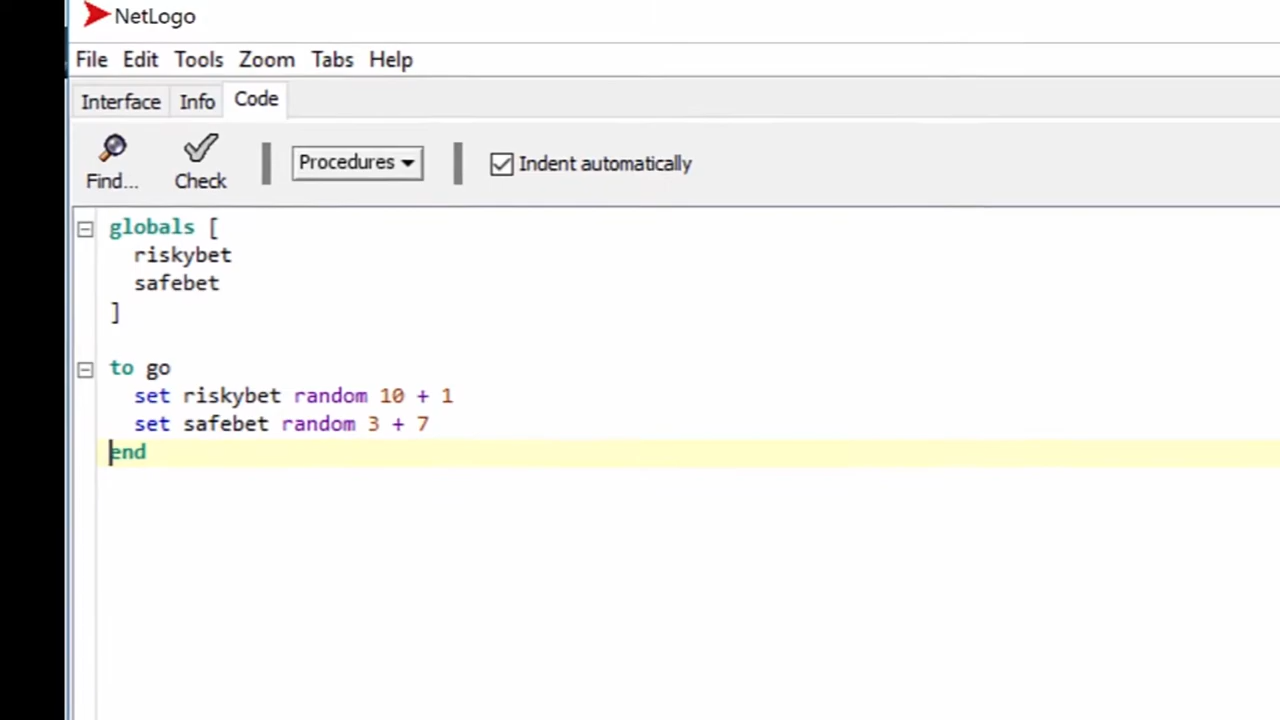 NetLogo
File Edit Tools Zoom Tabs Help
Interface Info Code
Find... Check Procedures Indent automatically
globals [
riskybet
safebet
]
to go
set riskybet random 10 + 1
set safebet random 3 + 7
end